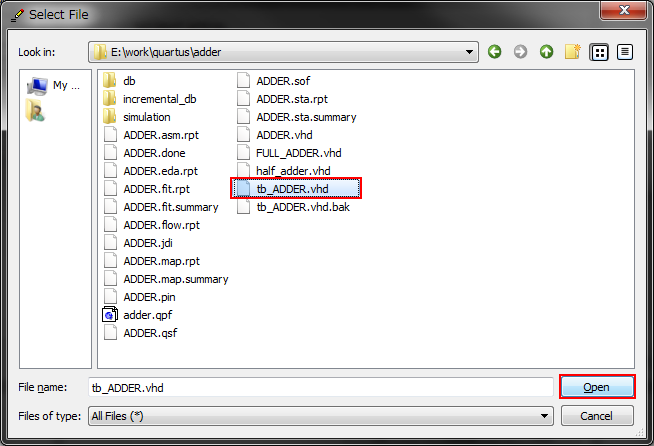 Select File
Look in:
E:\work\quartus\adder
My ...
db
incremental_db
simulation
ADDER.asm.rpt
ADDER.done
ADDER.eda.rpt
ADDER.fit.rpt
ADDER.fit.summary
ADDER.flow.rpt
ADDER.jdi
ADDER.map.rpt
ADDER.map.summary
ADDER.pin
adder.qpf
ADDER.qsf
ADDER.sof
ADDER.sta.rpt
ADDER.sta.summary
ADDER.vhd
FULL_ADDER.vhd
half_adder.vhd
tb_ADDER.vhd
tb_ADDER.vhd.bak
File name:
tb_ADDER.vhd
Open
Files of type:
All Files (*)
Cancel